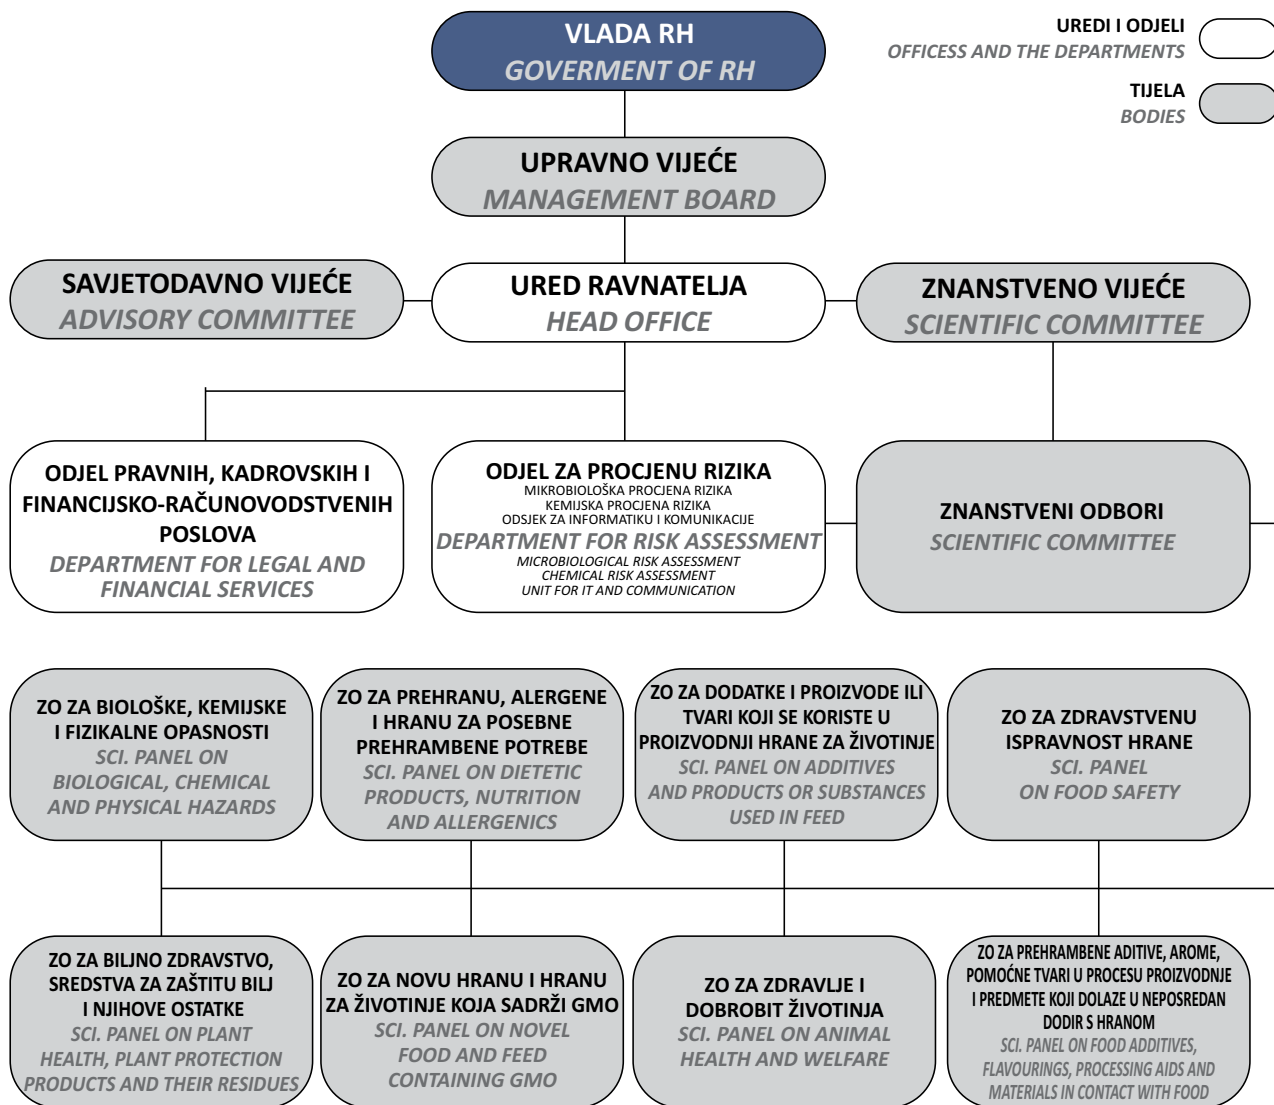 VLADA RH
GOVERMENT OF RH
UREDI I ODJELI
OFFICESS AND THE DEPARTMENTS
TIJELA
BODIES
UPRAVNO VIJEĆE
MANAGEMENT BOARD
SAVJETODAVNO VIJEĆE
ADVISORY COMMITTEE
URED RAVNATELJA
HEAD OFFICE
ZNANSTVENO VIJEĆE
SCIENTIFIC COMMITTEE
ODJEL PRAVNIH, KADROVSKIH I
FINANCIJSKO-RAČUNOVODSTVENIH
POSLOVA
DEPARTMENT FOR LEGAL AND
FINANCIAL SERVICES
ODJEL ZA PROCJENU RIZIKA
MIKROBIOLOŠKA PROCJENA RIZIKA
KEMIJSKA PROCJENA RIZIKA
ODSJEK ZA INFORMATIKU I KOMUNIKACIJE
DEPARTMENT FOR RISK ASSESSMENT
MICROBIOLOGICAL RISK ASSESSMENT
CHEMICAL RISK ASSESSMENT
UNIT FOR IT AND COMMUNICATION
ZNANSTVENI ODBORI
SCIENTIFIC COMMITTEE
ZO ZA BIOLOŠKE, KEMIJSKE
I FIZIKALNE OPASNOSTI
SCI. PANEL ON
BIOLOGICAL, CHEMICAL
AND PHYSICAL HAZARDS
ZO ZA PREHRANU, ALERGENE
I HRANU ZA POSEBNE
PREHRAMBENE POTREBE
SCI. PANEL ON DIETETIC
PRODUCTS, NUTRITION
AND ALLERGENICS
ZO ZA DODATKE I PROIZVODE ILI
TVARI KOJI SE KORISTE U
PROIZVODNJI HRANE ZA ŽIVOTINJE
SCI. PANEL ON ADDITIVES
AND PRODUCTS OR SUBSTANCES
USED IN FEED
ZO ZA ZDRAVSTVENU
ISPRAVNOST HRANE
SCI. PANEL
ON FOOD SAFETY
ZO ZA BILJNO ZDRAVSTVO,
SREDSTVA ZA ZAŠTITU BILJ
I NJIHOVE OSTATKE
SCI. PANEL ON PLANT
HEALTH, PLANT PROTECTION
PRODUCTS AND THEIR RESIDUES
ZO ZA NOVU HRANU I HRANU
ZA ŽIVOTINJE KOJA SADRŽI GMO
SCI. PANEL ON NOVEL
FOOD AND FEED
CONTAINING GMO
ZO ZA ZDRAVLJE I
DOBROBIT ŽIVOTINJA
SCI. PANEL ON ANIMAL
HEALTH AND WELFARE
ZO ZA PREHRAMBENE ADITIVE, AROME,
POMOĆNE TVARI U PROCESU PROIZVODNJE
I PREDMETE KOJI DOLAZE U NEPOSREDAN
DODIR S HRANOM
SCI. PANEL ON FOOD ADDITIVES,
FLAVOURINGS, PROCESSING AIDS AND
MATERIALS IN CONTACT WITH FOOD